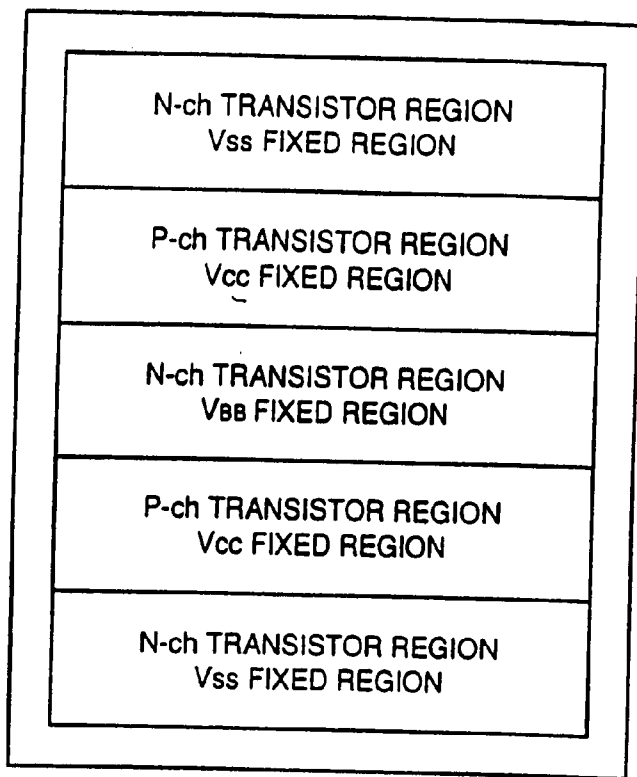 N-ch TRANSISTOR REGION
Vss FIXED REGION
P-ch TRANSISTOR REGION
Vcc FIXED REGION
N-ch TRANSISTOR REGION
VBB FIXED REGION
P-ch TRANSISTOR REGION
Vcc FIXED REGION
N-ch TRANSISTOR REGION
Vss FIXED REGION